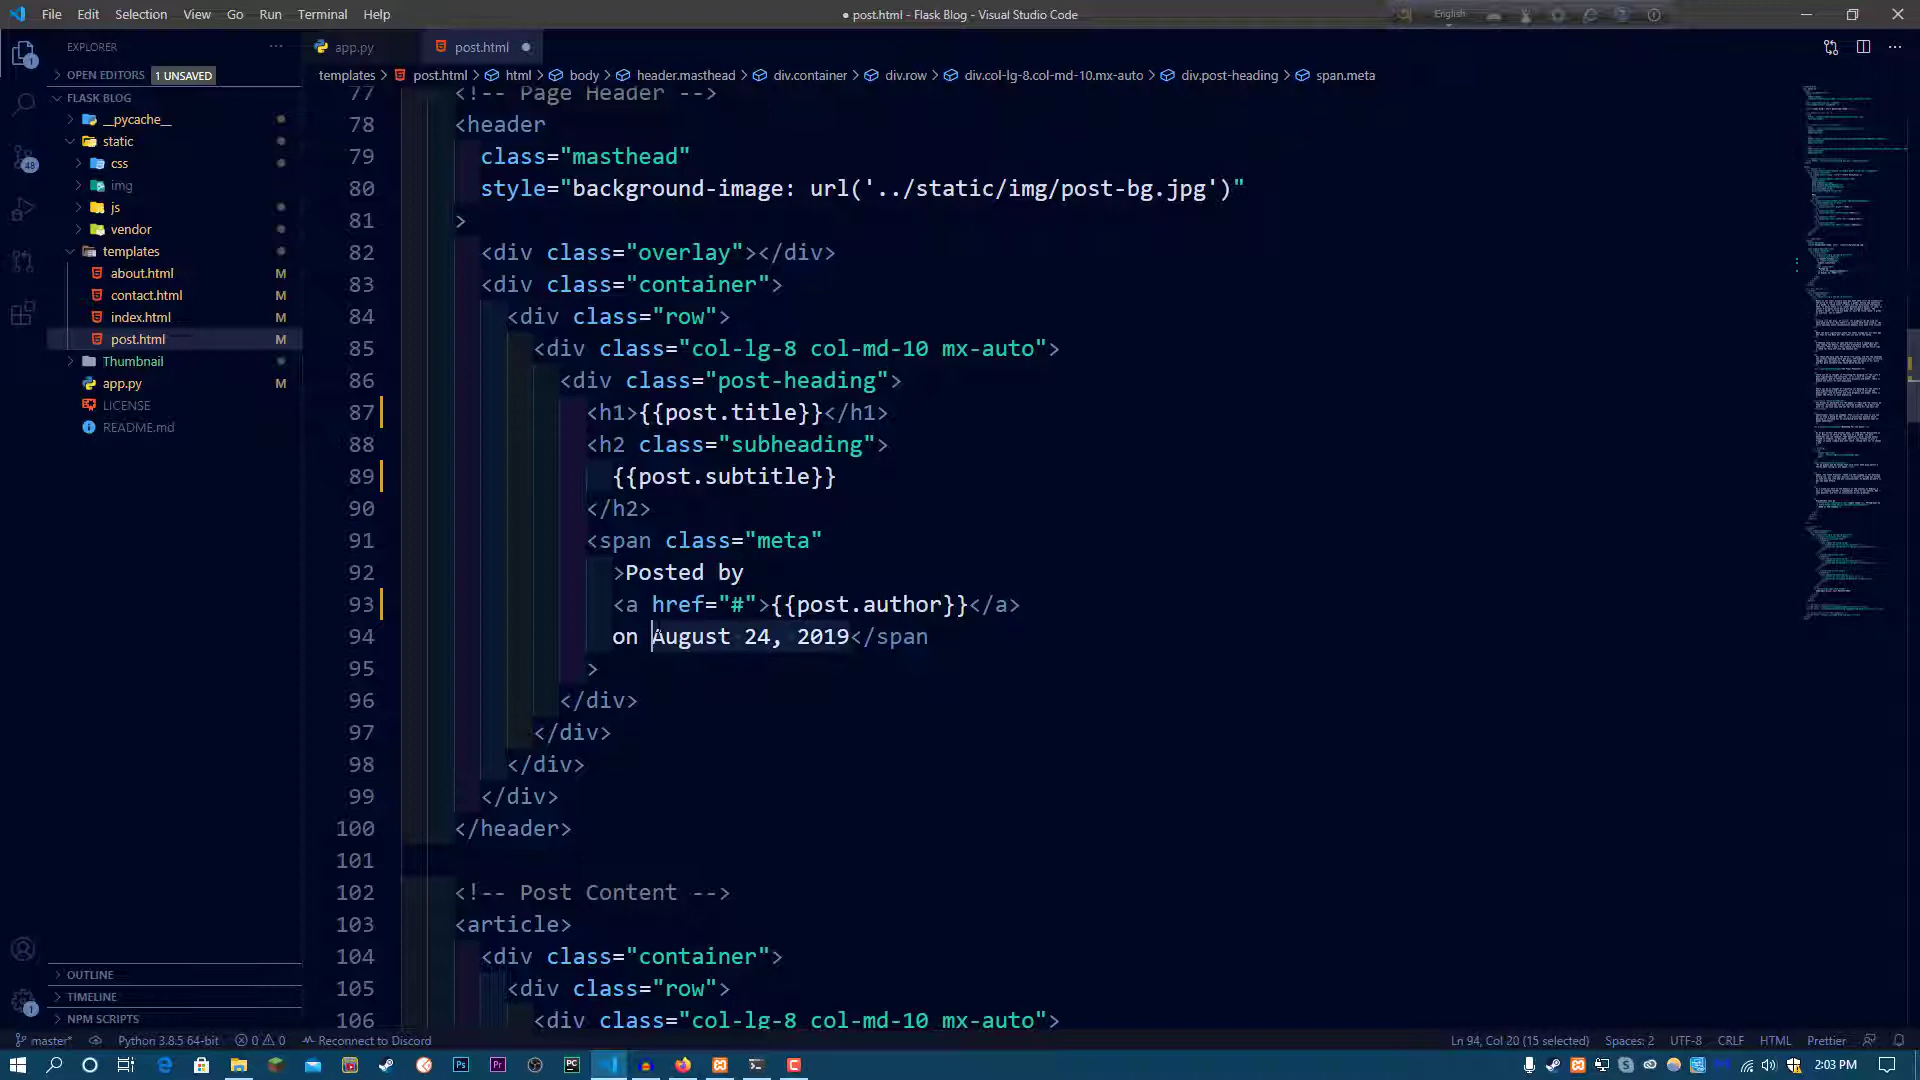 File Edit Selection View Go Run Terminal Help
● post.html - Flask Blog - Visual Studio Code
English
EXPLORER
app.py
post.html
OPEN EDITORS 1 UNSAVED
templates > post.html > html > body > header.masthead > div.container > div.row > div.col-lg-8.col-md-10.mx-auto > div.post-heading > span.meta
FLASK BLOG
__pycache__
static
css
img
js
vendor
templates
about.html M
contact.html M
index.html M
post.html M
Thumbnail
app.py M
LICENSE
README.md
77 <!-- Page Header -->
78 <header
79 class="masthead"
80 style="background-image: url('../static/img/post-bg.jpg')"
81 >
82 <div class="overlay"></div>
83 <div class="container">
84 <div class="row">
85 <div class="col-lg-8 col-md-10 mx-auto">
86 <div class="post-heading">
87 <h1>{{post.title}}</h1>
88 <h2 class="subheading">
89 {{post.subtitle}}
90 </h2>
91 <span class="meta"
92 >Posted by
93 <a href="#">{{post.author}}</a>
94 on August 24, 2019</span
95 >
96 </div>
97 </div>
98 </div>
99 </div>
100 </header>
101
102 <!-- Post Content -->
103 <article>
104 <div class="container">
105 <div class="row">
106 <div class="col-lg-8 col-md-10 mx-auto">
48
1
1
OUTLINE
TIMELINE
NPM SCRIPTS
master* Python 3.8.5 64-bit 0 0 Reconnect to Discord
Ln 94, Col 20 (15 selected) Spaces: 2 UTF-8 CRLF HTML Prettier
Ps Pr PC
2:03 PM